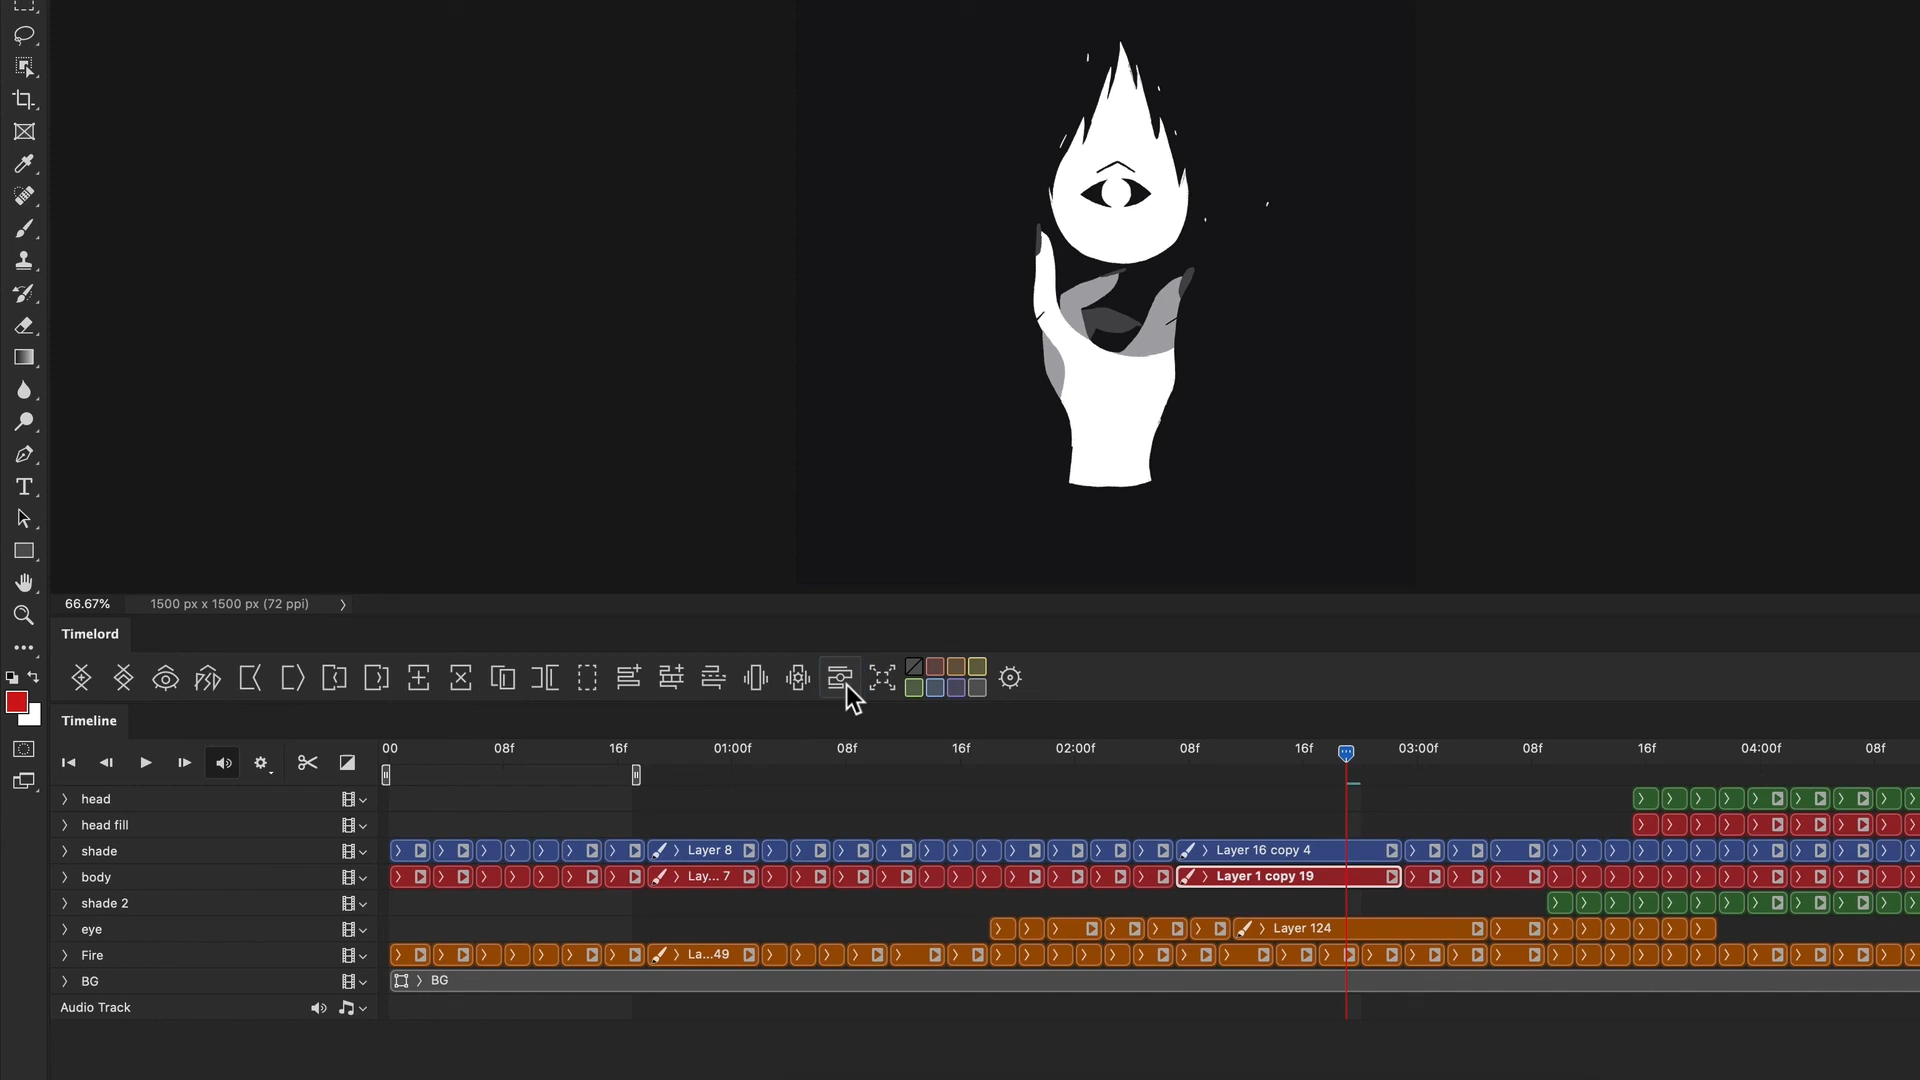 66.67% 1500 px x 1500 px (72 ppi)
Timelord
Timeline
00 08f 16f 01:00f 08f 16f 02:00f 08f 16f 03:00f 08f 16f 04:00f 08f
head
head fill
shade Layer 8 Layer 16 copy 4
body Lay... 7 Layer 1 copy 19
shade 2
eye Layer 124
Fire La...49
BG BG
Audio Track